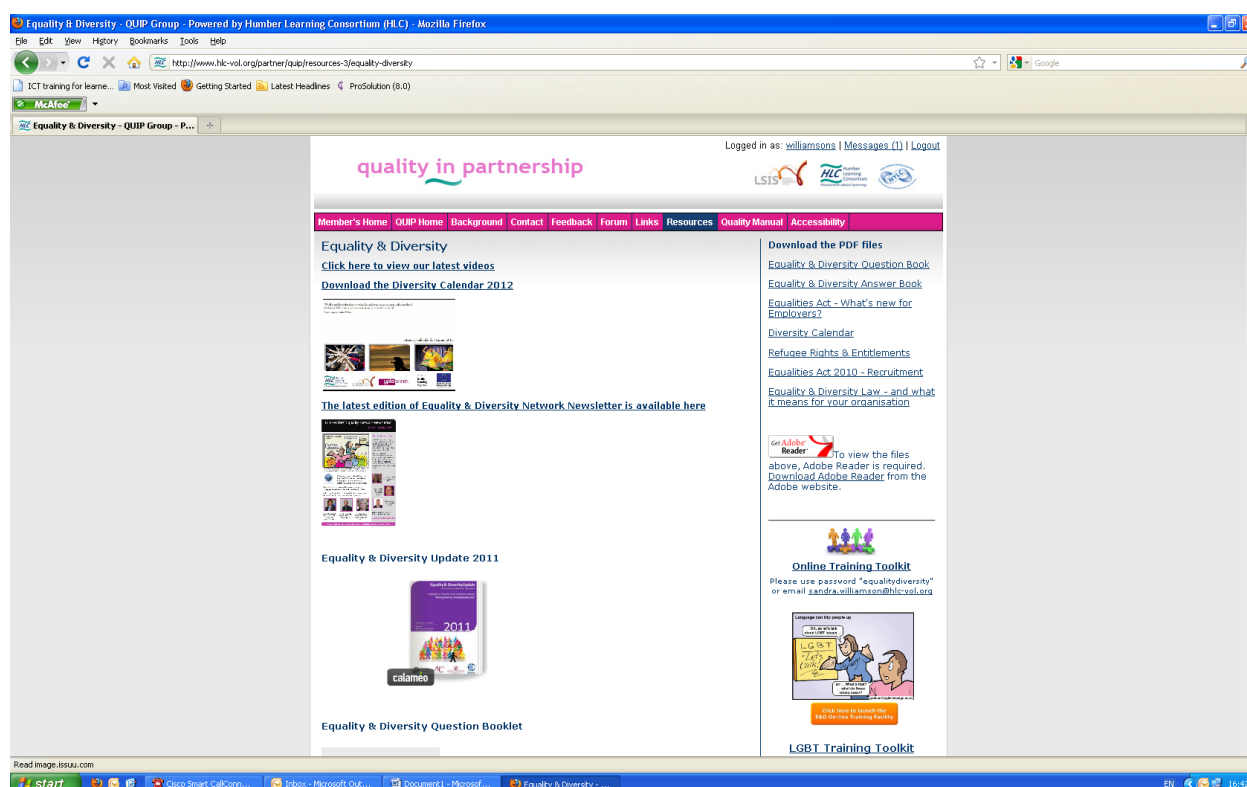 Equality & Diversity - QUIP Group - Powered by Humber Learning Consortium (HLC) - Mozilla Firefox
File Edit View History Bookmarks Tools Help
http://www.hlc-vol.org/partner/quip/resources-3/equality-diversity
Google
ICT training for learne... Most Visited Getting Started Latest Headlines ProSolution (8.0)
McAfee
Equality & Diversity - QUIP Group - P...
Logged in as: williamsons | Messages (1) | Logout
quality in partnership
LSIS HLC Humber Learning Consortium
Member's Home QUIP Home Background Contact Feedback Forum Links Resources Quality Manual Accessibility
Equality & Diversity
Click here to view our latest videos
Download the Diversity Calendar 2012
The latest edition of Equality & Diversity Network Newsletter is available here
Equality & Diversity Update 2011
Equality & Diversity Update
2011
calaméo
Equality & Diversity Question Booklet
Download the PDF files
Equality & Diversity Question Book
Equality & Diversity Answer Book
Equalities Act - What's new for
Employers?
Diversity Calendar
Refugee Rights & Entitlements
Equalities Act 2010 - Recruitment
Equality & Diversity Law - and what
it means for your organisation
Get Adobe Reader
To view the files
above, Adobe Reader is required.
Download Adobe Reader from the
Adobe website.
Online Training Toolkit
Please use password "equalitydiversity"
or email sandra.williamson@hlc-vol.org
Language can trip people up
LGBT
Let's
talk!
Click here to launch the
E&D On-line Training Facility
LGBT Training Toolkit
Read image.issuu.com
start Cisco Smart CallConn... Inbox - Microsoft Out... Document1 - Microsof... Equality & Diversity - ... EN